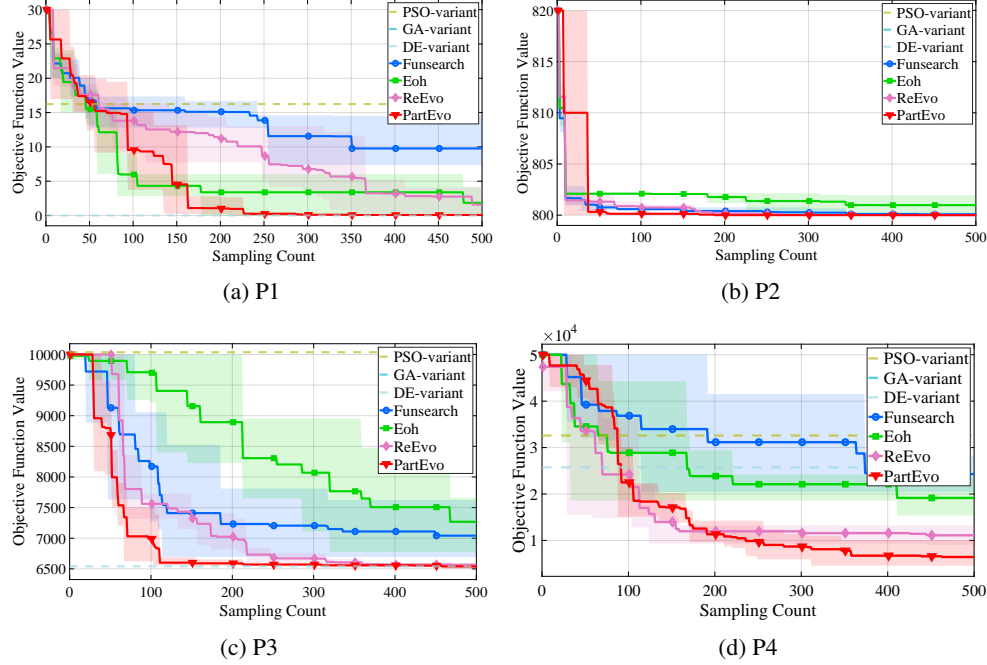 30
25
20
15
10
5
0
Objective Function Value
0 50 100 150 200 250 300 350 400 450 500
Sampling Count
PSO-variant
GA-variant
DE-variant
Funsearch
Eoh
ReEvo
PartEvo
(a) P1
820
815
810
805
800
Objective Function Value
0 100 200 300 400 500
Sampling Count
PSO-variant
GA-variant
DE-variant
Funsearch
Eoh
ReEvo
PartEvo
(b) P2
10000
9500
9000
8500
8000
7500
7000
6500
Objective Function Value
0 100 200 300 400 500
Sampling Count
PSO-variant
GA-variant
DE-variant
Funsearch
Eoh
ReEvo
PartEvo
(c) P3
×10⁴
5
4
3
2
1
Objective Function Value
0 100 200 300 400 500
Sampling Count
PSO-variant
GA-variant
DE-variant
Funsearch
Eoh
ReEvo
PartEvo
(d) P4